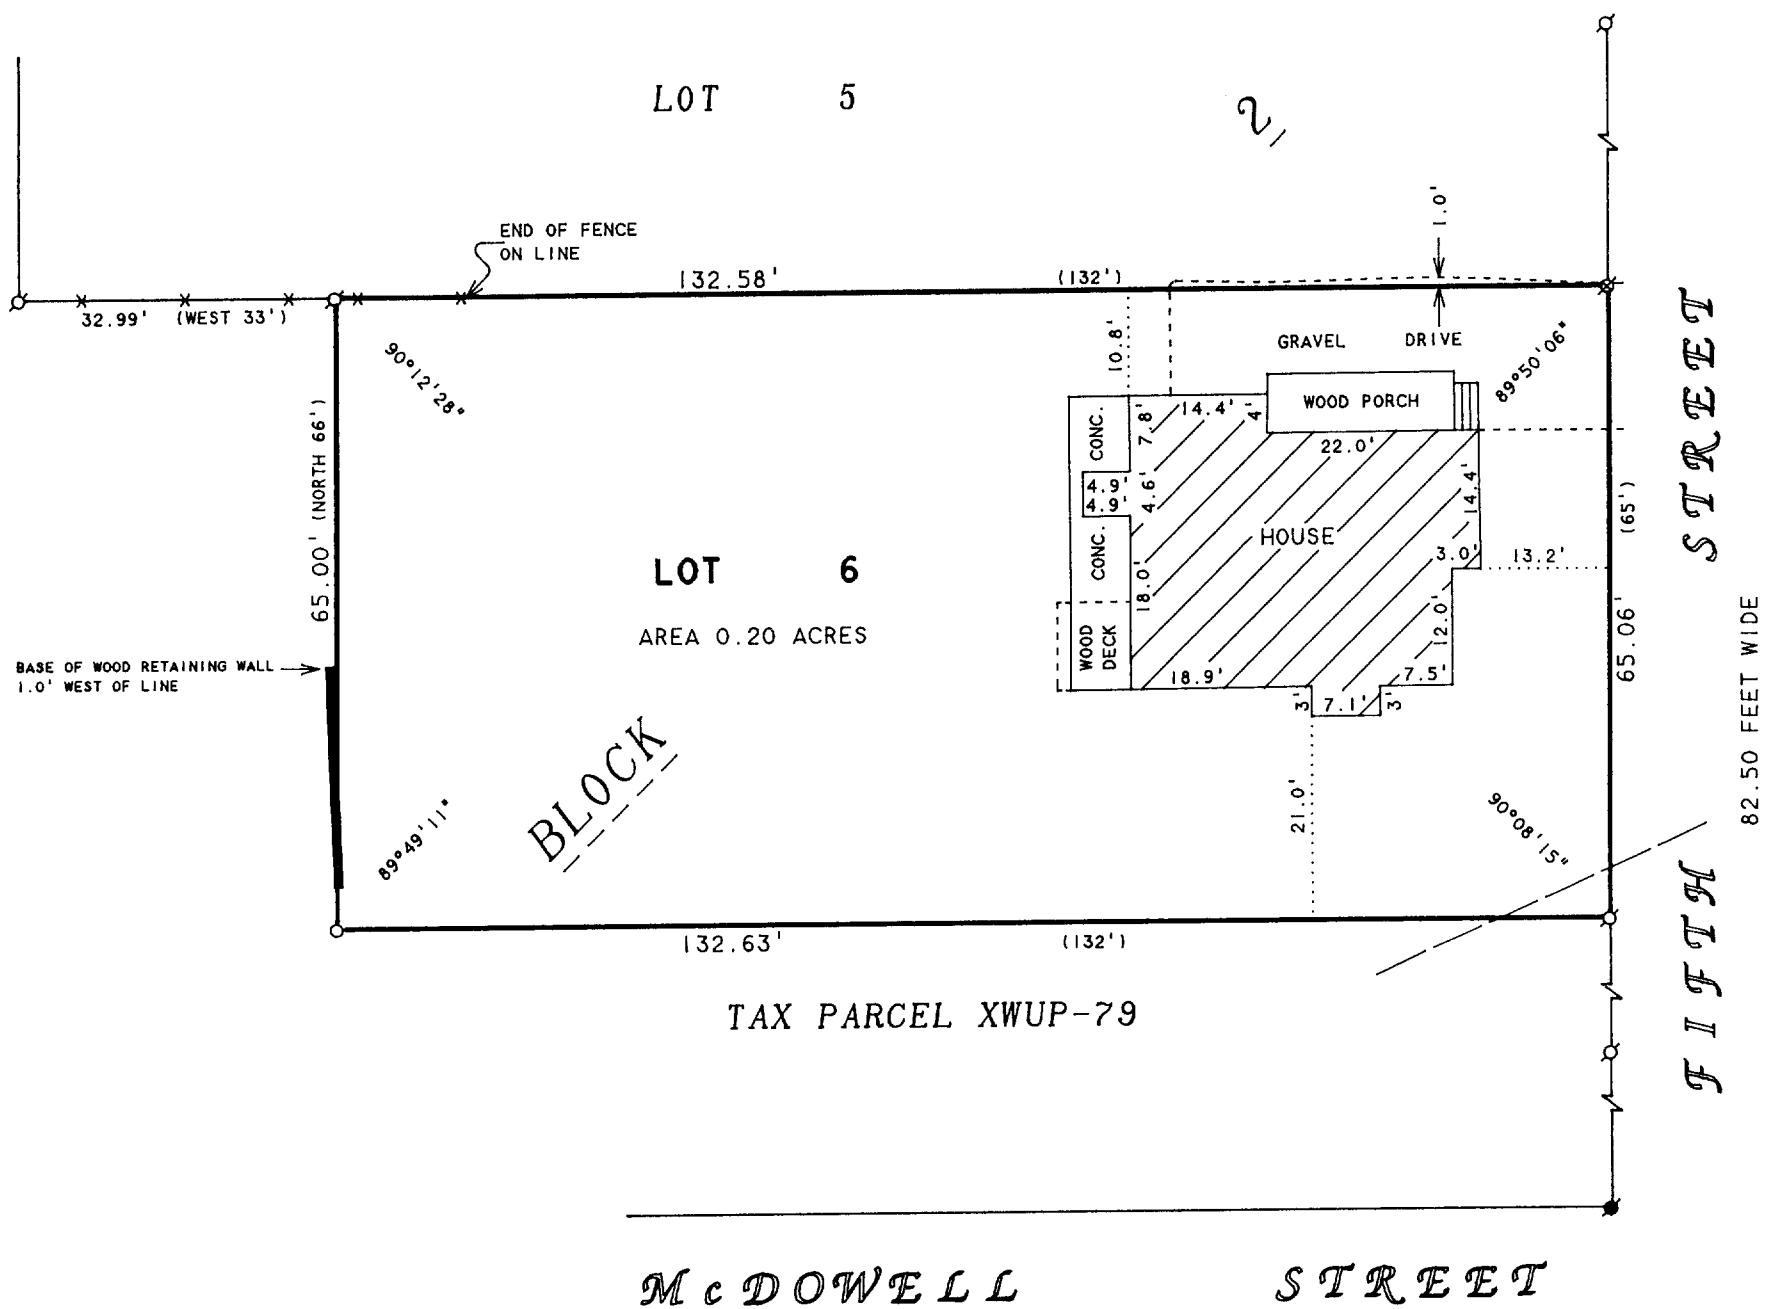 LOT 5
2
1.0'
END OF FENCE
ON LINE
132.58' (132')
32.99' (WEST 33')
90°12'28"
10.8'
GRAVEL DRIVE
89°50'06"
STREET
65.00' (NORTH 66')
CONC.
7.8'
14.4'
4'
WOOD PORCH
22.0'
4.9'
4.9'
4.6'
14.4'
(65')
LOT 6
CONC.
18.0'
HOUSE
3.0'
13.2'
AREA 0.20 ACRES
WOOD
DECK
12.0'
65.06'
BASE OF WOOD RETAINING WALL
1.0' WEST OF LINE
18.9'
3'
7.1'
3'
7.5'
82.50 FEET WIDE
BLOCK
21.0'
89°49'11"
90°08'15"
FIFTH
132.63' (132')
TAX PARCEL XWUP-79
McDOWELL STREET